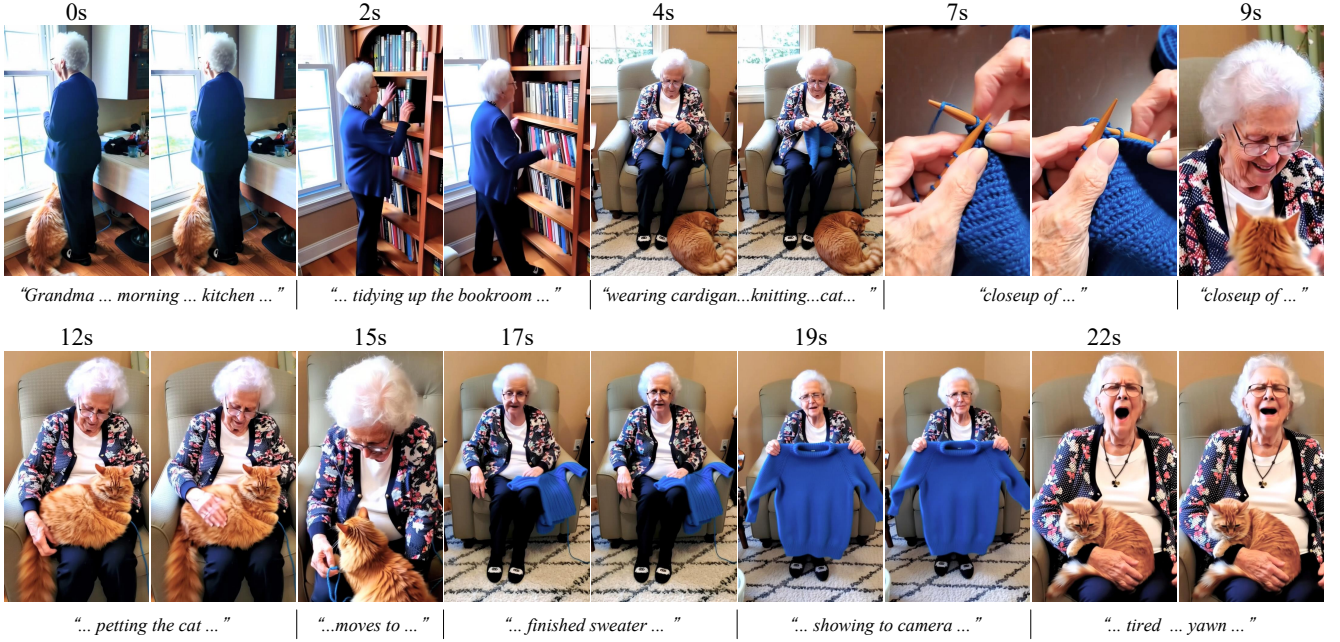 0s 2s 4s 7s 9s
“Grandma ... morning ... kitchen ...” “... tidying up the bookroom ...” “wearing cardigan...knitting...cat... ” “closeup of ...” “closeup of ...”
12s 15s 17s 19s 22s
“... petting the cat ...” “...moves to ...” “... finished sweater ...” “... showing to camera ...” “... tired ... yawn ...”